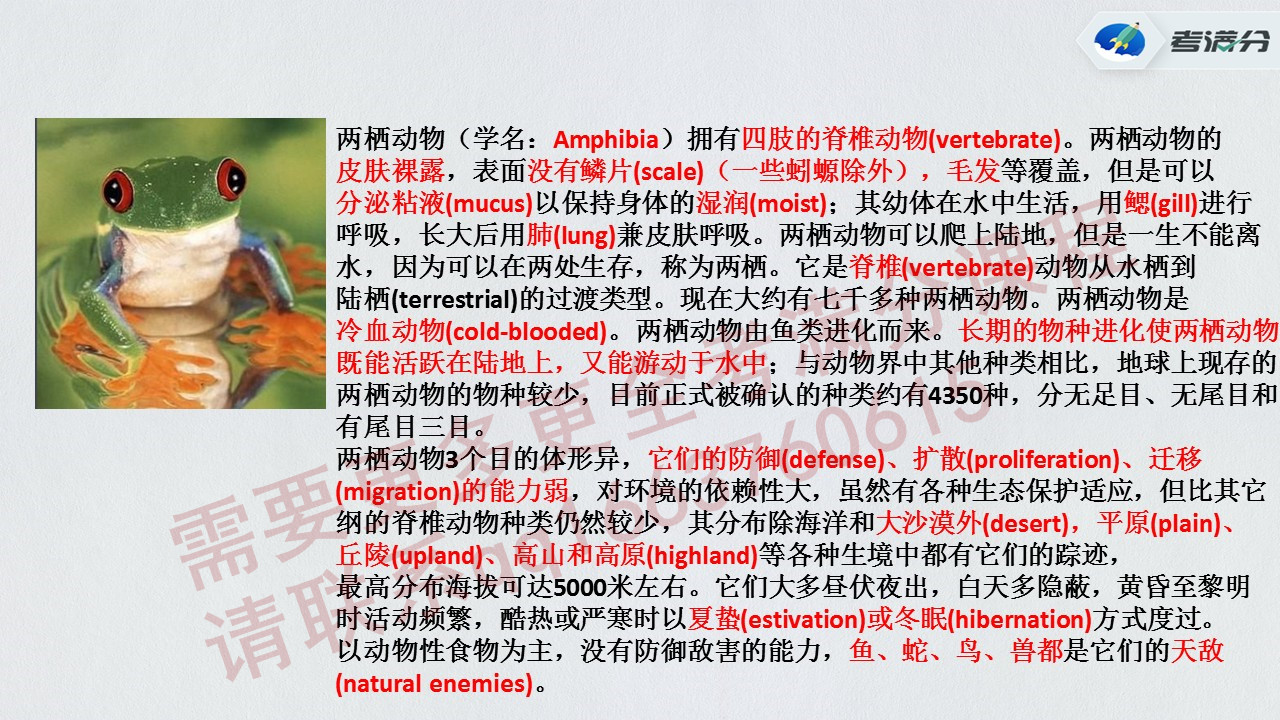 考满分
两栖动物（学名：Amphibia）拥有四肢的脊椎动物(vertebrate)。两栖动物的
皮肤裸露，表面没有鳞片(scale)（一些蚓螈除外），毛发等覆盖，但是可以
分泌粘液(mucus)以保持身体的湿润(moist)；其幼体在水中生活，用鳃(gill)进行
呼吸，长大后用肺(lung)兼皮肤呼吸。两栖动物可以爬上陆地，但是一生不能离
水，因为可以在两处生存，称为两栖。它是脊椎(vertebrate)动物从水栖到
陆栖(terrestrial)的过渡类型。现在大约有七千多种两栖动物。两栖动物是
冷血动物(cold-blooded)。两栖动物由鱼类进化而来。长期的物种进化使两栖动物
既能活跃在陆地上，又能游动于水中；与动物界中其他种类相比，地球上现存的
两栖动物的物种较少，目前正式被确认的种类约有4350种，分无足目、无尾目和
有尾目三目。
两栖动物3个目的体形异，它们的防御(defense)、扩散(proliferation)、迁移
(migration)的能力弱，对环境的依赖性大，虽然有各种生态保护适应，但比其它
纲的脊椎动物种类仍然较少，其分布除海洋和大沙漠外(desert)，平原(plain)、
丘陵(upland)、高山和高原(highland)等各种生境中都有它们的踪迹，
最高分布海拔可达5000米左右。它们大多昼伏夜出，白天多隐蔽，黄昏至黎明
时活动频繁，酷热或严寒时以夏蛰(estivation)或冬眠(hibernation)方式度过。
以动物性食物为主，没有防御敌害的能力，鱼、蛇、鸟、兽都是它们的天敌
(natural enemies)。
需要更多更全考满分课程
请联系qq1663760615